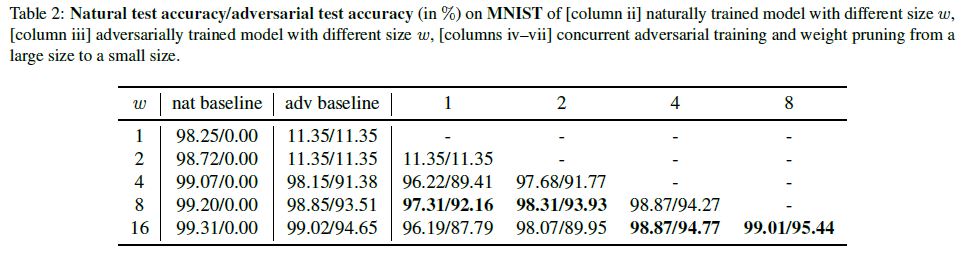 Table 2: Natural test accuracy/adversarial test accuracy (in %) on MNIST of [column ii] naturally trained model with different size w,
[column iii] adversarially trained model with different size w, [columns iv–vii] concurrent adversarial training and weight pruning from a
large size to a small size.
w nat baseline adv baseline 1 2 4 8
1 98.25/0.00 11.35/11.35 - - - -
2 98.72/0.00 11.35/11.35 11.35/11.35 - - -
4 99.07/0.00 98.15/91.38 96.22/89.41 97.68/91.77 - -
8 99.20/0.00 98.85/93.51 97.31/92.16 98.31/93.93 98.87/94.27 -
16 99.31/0.00 99.02/94.65 96.19/87.79 98.07/89.95 98.87/94.77 99.01/95.44